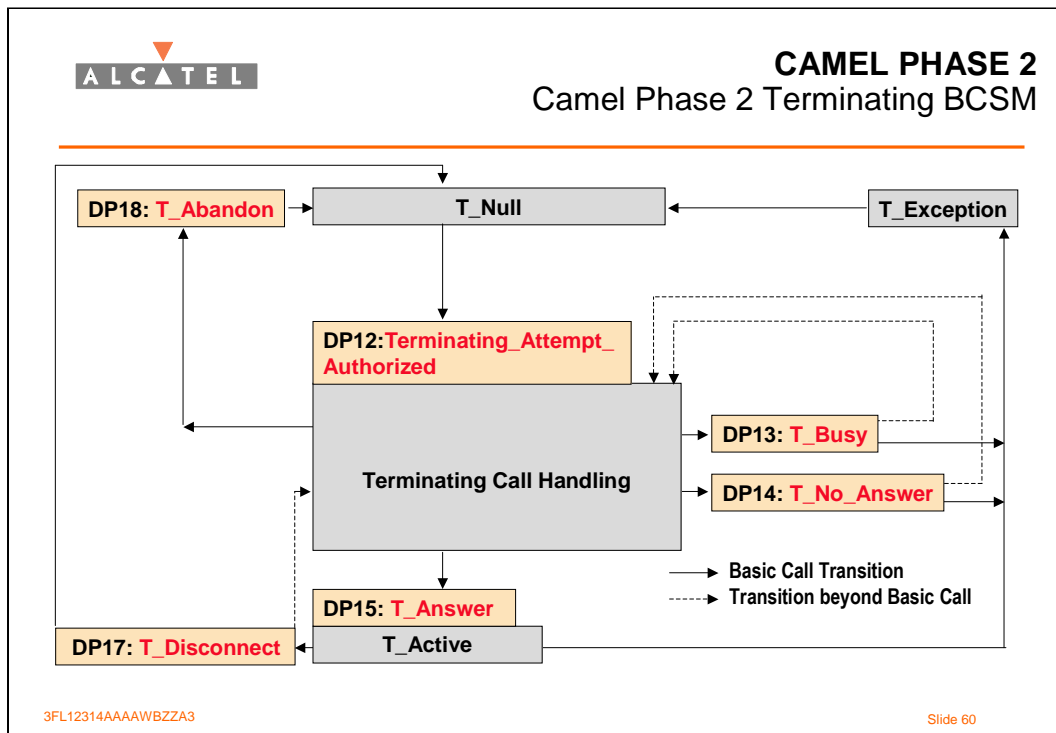 ALCATEL
CAMEL PHASE 2
Camel Phase 2 Terminating BCSM
DP18: T_Abandon
T_Null
T_Exception
DP12:Terminating_Attempt_
Authorized
DP13: T_Busy
Terminating Call Handling
DP14: T_No_Answer
Basic Call Transition
Transition beyond Basic Call
DP15: T_Answer
DP17: T_Disconnect
T_Active
3FL12314AAAAWBZZA3
Slide 60